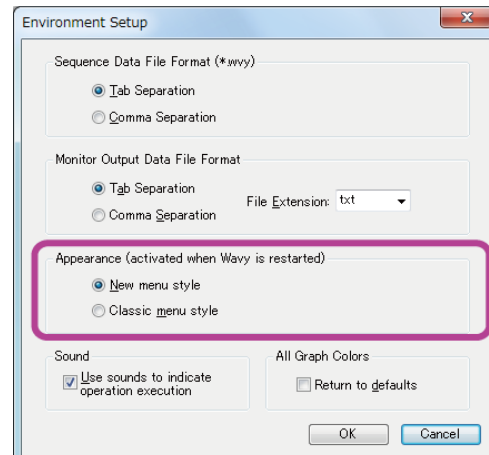 Environment Setup
Sequence Data File Format (*.wvy)
Tab Separation
Comma Separation
Monitor Output Data File Format
Tab Separation
File Extension: txt
Comma Separation
Appearance (activated when Wavy is restarted)
New menu style
Classic menu style
Sound
All Graph Colors
Use sounds to indicate
operation execution
Return to defaults
OK
Cancel